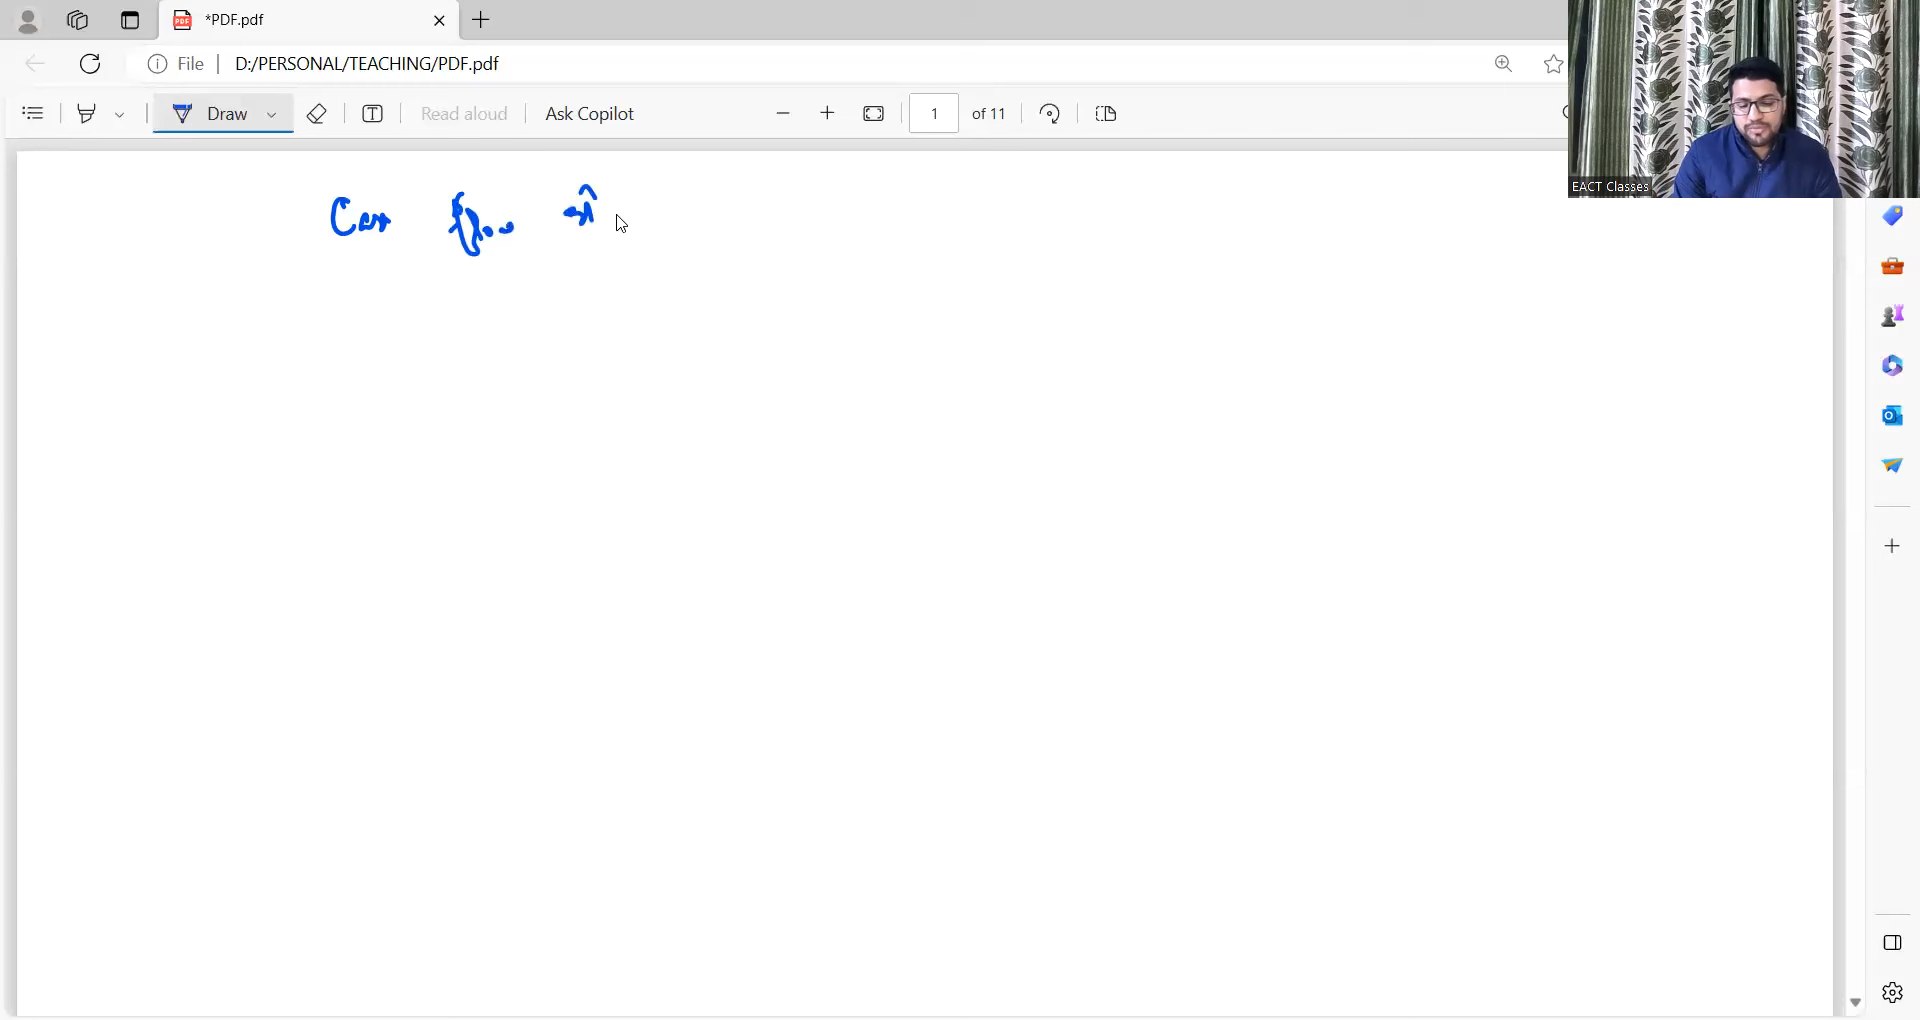 *PDF.pdf
File | D:/PERSONAL/TEACHING/PDF.pdf
Draw
Read aloud
Ask Copilot
1 of 11
EACT Classes